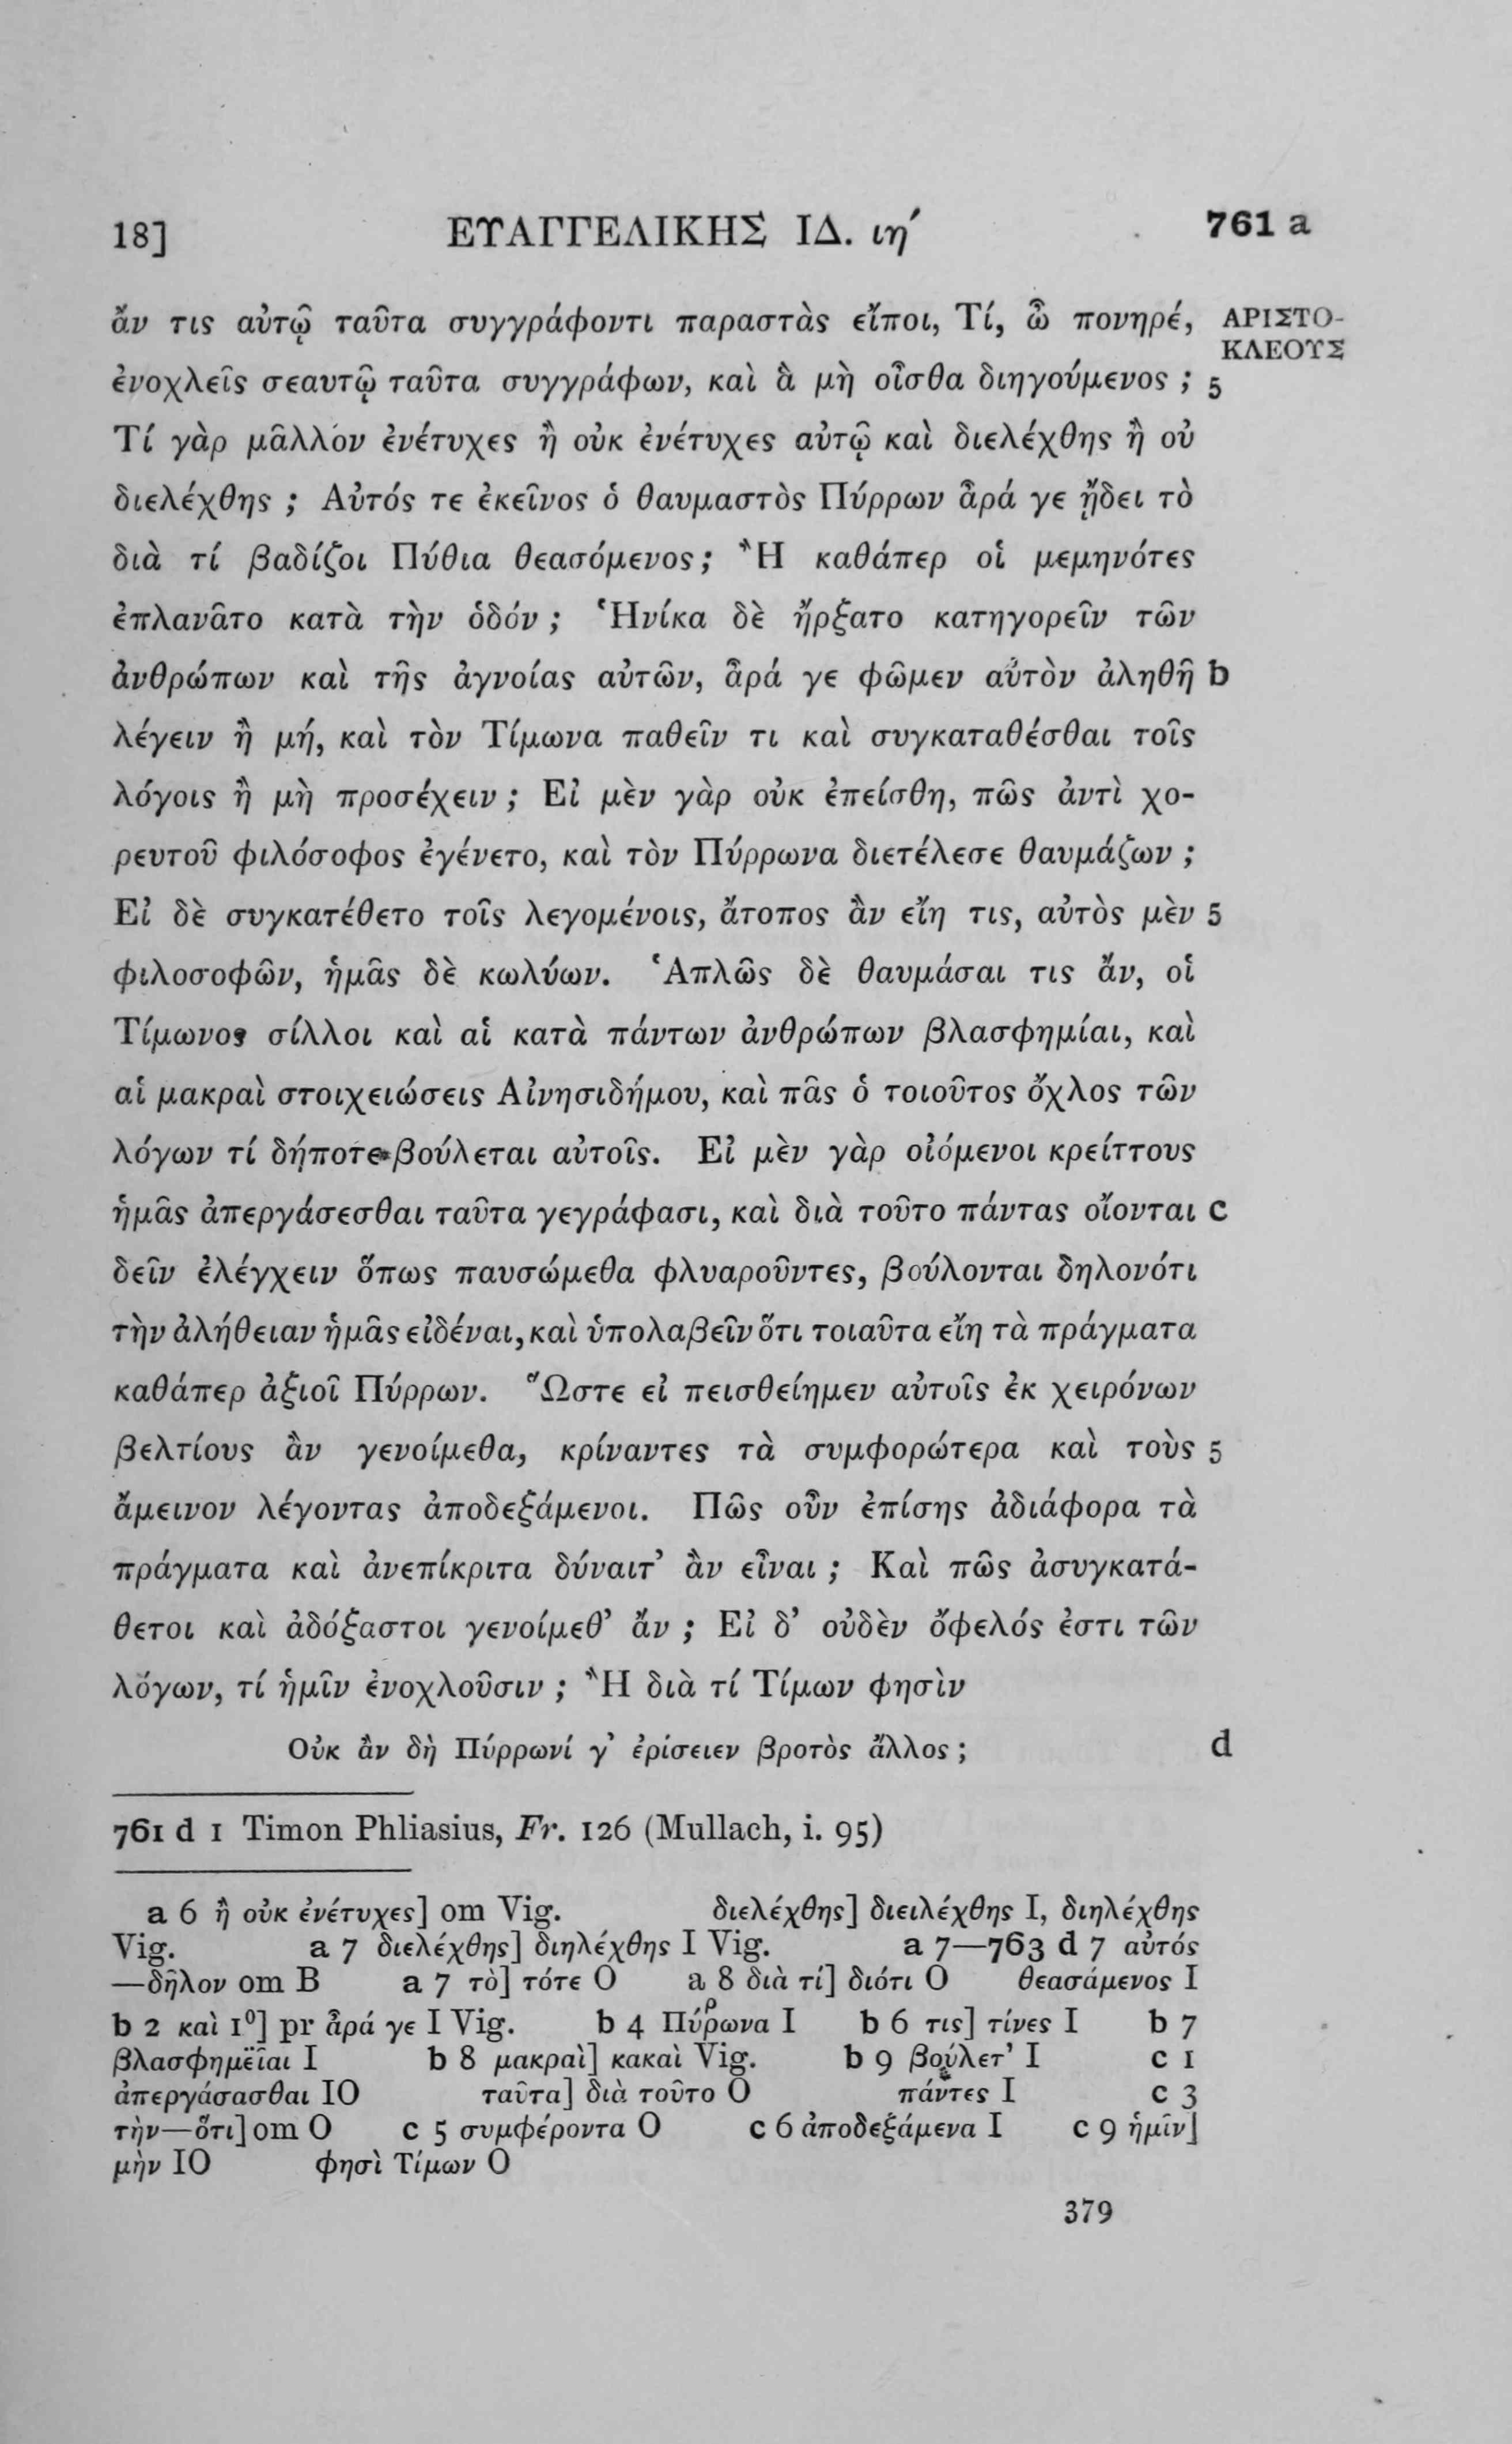 18] ΕΥΑΓΓΕΛΙΚΗΣ ΙΔ. ιηʹ 761 a
ἄν τις αὐτῷ ταῦτα συγγράφοντι παραστὰς εἴποι, Τί, ὦ πονηρέ, ΑΡΙΣΤΟ-
ΚΛΕΟΥΣ
ἐνοχλεῖς σεαυτῷ ταῦτα συγγράφων, καὶ ἃ μὴ οἶσθα διηγούμενος ; 5
Τί γὰρ μᾶλλον ἐνέτυχες ἢ οὐκ ἐνέτυχες αὐτῷ καὶ διελέχθης ἢ οὐ
διελέχθης ; Αὐτός τε ἐκεῖνος ὁ θαυμαστὸς Πύρρων ἆρά γε ᾔδει τὸ
διὰ τί βαδίζοι Πύθια θεασόμενος ; Ἢ καθάπερ οἱ μεμηνότες
ἐπλανᾶτο κατὰ τὴν ὁδόν ; Ἡνίκα δὲ ἤρξατο κατηγορεῖν τῶν
ἀνθρώπων καὶ τῆς ἀγνοίας αὐτῶν, ἆρά γε φῶμεν αὐτὸν ἀληθῆ b
λέγειν ἢ μή, καὶ τὸν Τίμωνα παθεῖν τι καὶ συγκαταθέσθαι τοῖς
λόγοις ἢ μὴ προσέχειν ; Εἰ μὲν γὰρ οὐκ ἐπείσθη, πῶς ἀντὶ χο-
ρευτοῦ φιλόσοφος ἐγένετο, καὶ τὸν Πύρρωνα διετέλεσε θαυμάζων ;
Εἰ δὲ συγκατέθετο τοῖς λεγομένοις, ἄτοπος ἂν εἴη τις, αὐτὸς μὲν 5
φιλοσοφῶν, ἡμᾶς δὲ κωλύων. Ἁπλῶς δὲ θαυμάσαι τις ἄν, οἱ
Τίμωνος σίλλοι καὶ αἱ κατὰ πάντων ἀνθρώπων βλασφημίαι, καὶ
αἱ μακραὶ στοιχειώσεις Αἰνησιδήμου, καὶ πᾶς ὁ τοιοῦτος ὄχλος τῶν
λόγων τί δήποτε βούλεται αὐτοῖς. Εἰ μὲν γὰρ οἰόμενοι κρείττους
ἡμᾶς ἀπεργάσεσθαι ταῦτα γεγράφασι, καὶ διὰ τοῦτο πάντας οἴονται c
δεῖν ἐλέγχειν ὅπως παυσώμεθα φλυαροῦντες, βούλονται δηλονότι
τὴν ἀλήθειαν ἡμᾶς εἰδέναι, καὶ ὑπολαβεῖν ὅτι τοιαῦτα εἴη τὰ πράγματα
καθάπερ ἀξιοῖ Πύρρων. Ὥστε εἰ πεισθείημεν αὐτοῖς ἐκ χειρόνων
βελτίους ἂν γενοίμεθα, κρίναντες τὰ συμφορώτερα καὶ τοὺς 5
ἄμεινον λέγοντας ἀποδεξάμενοι. Πῶς οὖν ἐπίσης ἀδιάφορα τὰ
πράγματα καὶ ἀνεπίκριτα δύναιτ’ ἂν εἶναι ; Καὶ πῶς ἀσυγκατά-
θετοι καὶ ἀδόξαστοι γενοίμεθ’ ἄν ; Εἰ δ’ οὐδὲν ὄφελός ἐστι τῶν
λόγων, τί ἡμῖν ἐνοχλοῦσιν ; Ἢ διὰ τί Τίμων φησὶν
Οὐκ ἂν δὴ Πύρρωνί γ’ ἐρίσειεν βροτὸς ἄλλος ; d
761 d 1 Timon Phliasius, Fr. 126 (Mullach, i. 95)
a 6 ἢ οὐκ ἐνέτυχες] om Vig. διελέχθης] διειλέχθης I, διηλέχθης
Vig. a 7 διελέχθης] διηλέχθης I Vig. a 7—763 d 7 αὐτός
—δῆλον om B a 7 τὸ] τότε O a 8 διὰ τί] διότι O θεασάμενος I
b 2 καὶ 1⁰] pr ἆρά γε I Vig. b 4 Πύρωνα I b 6 τις] τίνες I b 7
βλασφημεῖαι I b 8 μακραὶ] κακαὶ Vig. b 9 βούλετ’ I c 1
ἀπεργάσασθαι IO ταῦτα] διὰ τοῦτο O πάντες I c 3
τὴν—ὅτι] om O c 5 συμφέροντα O c 6 ἀποδεξάμενα I c 9 ἡμῖν]
μὴν IO φησὶ Τίμων O
379